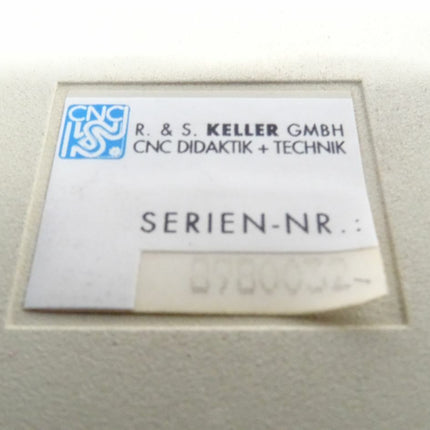 CNC
R. & S. KELLER GMBH
CNC DIDAKTIK + TECHNIK
SERIEN-NR.: